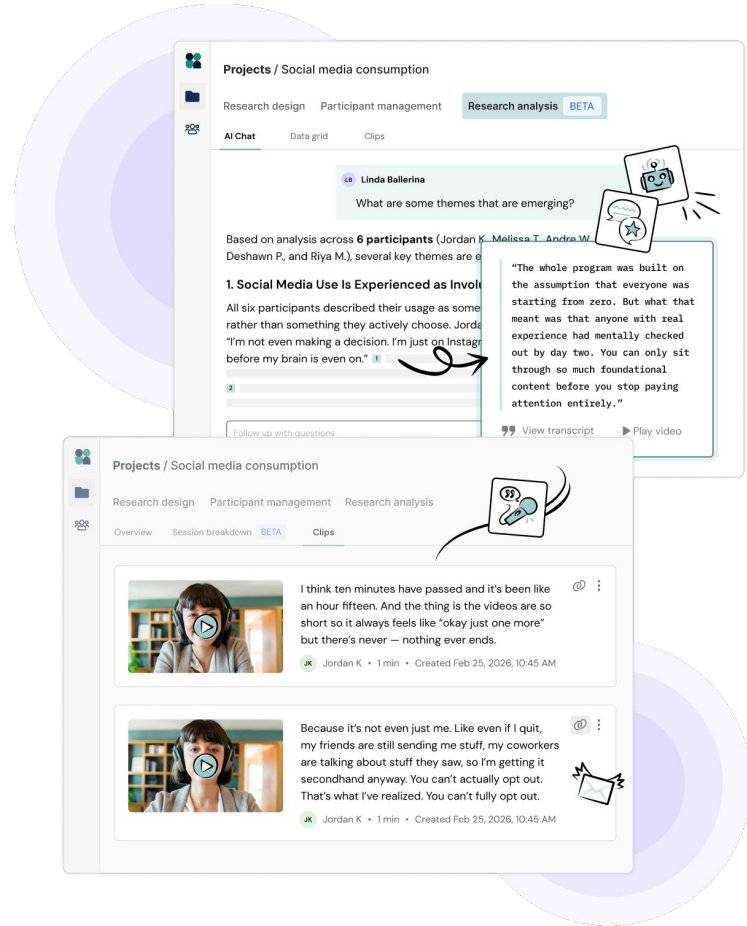 Projects / Social media consumption
Research design Participant management Research analysis BETA
AI Chat Data grid Clips
LB Linda Ballerina
What are some themes that are emerging?
Based on analysis across 6 participants (Jordan K, Melissa T, Andre W
Deshawn P., and Riya M.), several key themes are e
1. Social Media Use Is Experienced as Invol
All six participants described their usage as some
rather than something they actively choose. Jorda
“I’m not even making a decision. I’m just on Instagr
before my brain is even on.” 1
2
Follow up with questions
“The whole program was built on
the assumption that everyone was
starting from zero. But what that
meant was that anyone with real
experience had mentally checked
out by day two. You can only sit
through so much foundational
content before you stop paying
attention entirely.”
View transcript Play video
Projects / Social media consumption
Research design Participant management Research analysis
Overview Session breakdown BETA Clips
I think ten minutes have passed and it’s been like
an hour fifteen. And the thing is the videos are so
short so it always feels like “okay just one more”
but there’s never — nothing ever ends.
JK Jordan K • 1 min • Created Feb 25, 2026, 10:45 AM
Because it’s not even just me. Like even if I quit,
my friends are still sending me stuff, my coworkers
are talking about stuff they saw, so I’m getting it
secondhand anyway. You can’t actually opt out.
That’s what I’ve realized. You can’t fully opt out.
JK Jordan K • 1 min • Created Feb 25, 2026, 10:45 AM